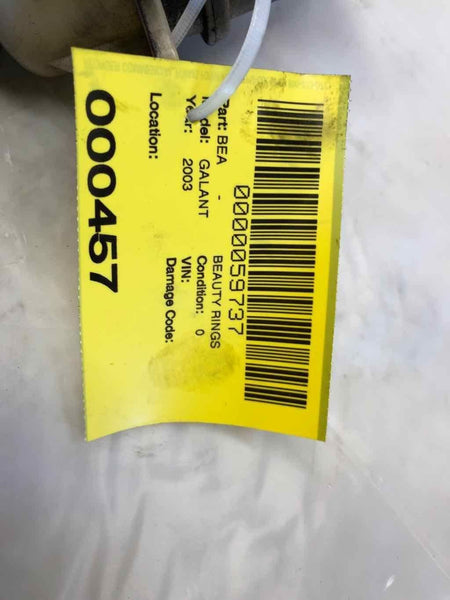 0000059737
Part: BEA - BEAUTY RINGS
Model: GALANT Condition: 0
Year: 2003 VIN:
Damage Code:
Location:
000457